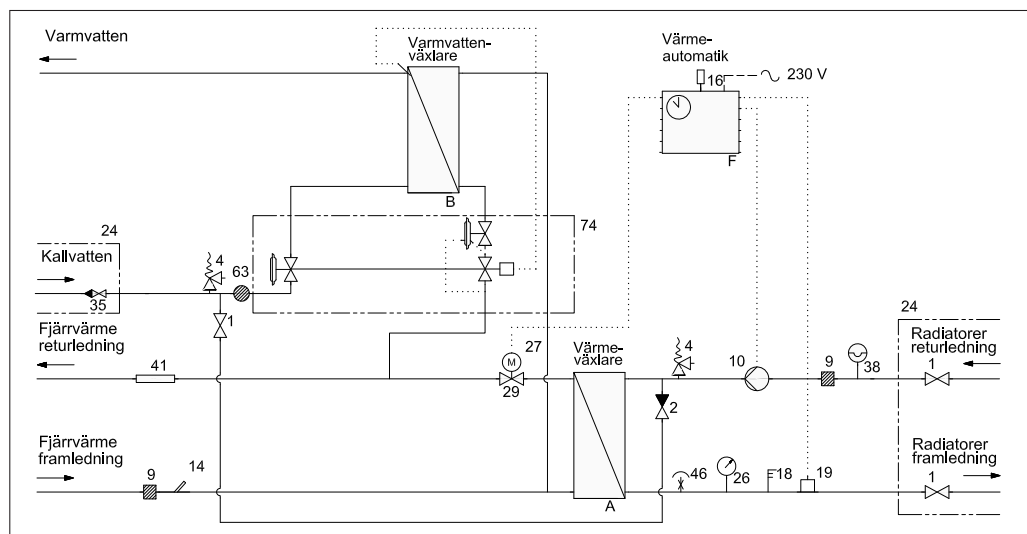 Varmvatten
Varmvatten-
växlare
Värme-
automatik
16
230 V
F
B
24
74
Kallvatten
4
63
35
1
Fjärrvärme
returledning
41
27
M
29
Värme-
växlare
4
10
9
38
24
Radiatorer
returledning
1
2
Fjärrvärme
framledning
9
14
A
46
26
18
19
Radiatorer
framledning
1